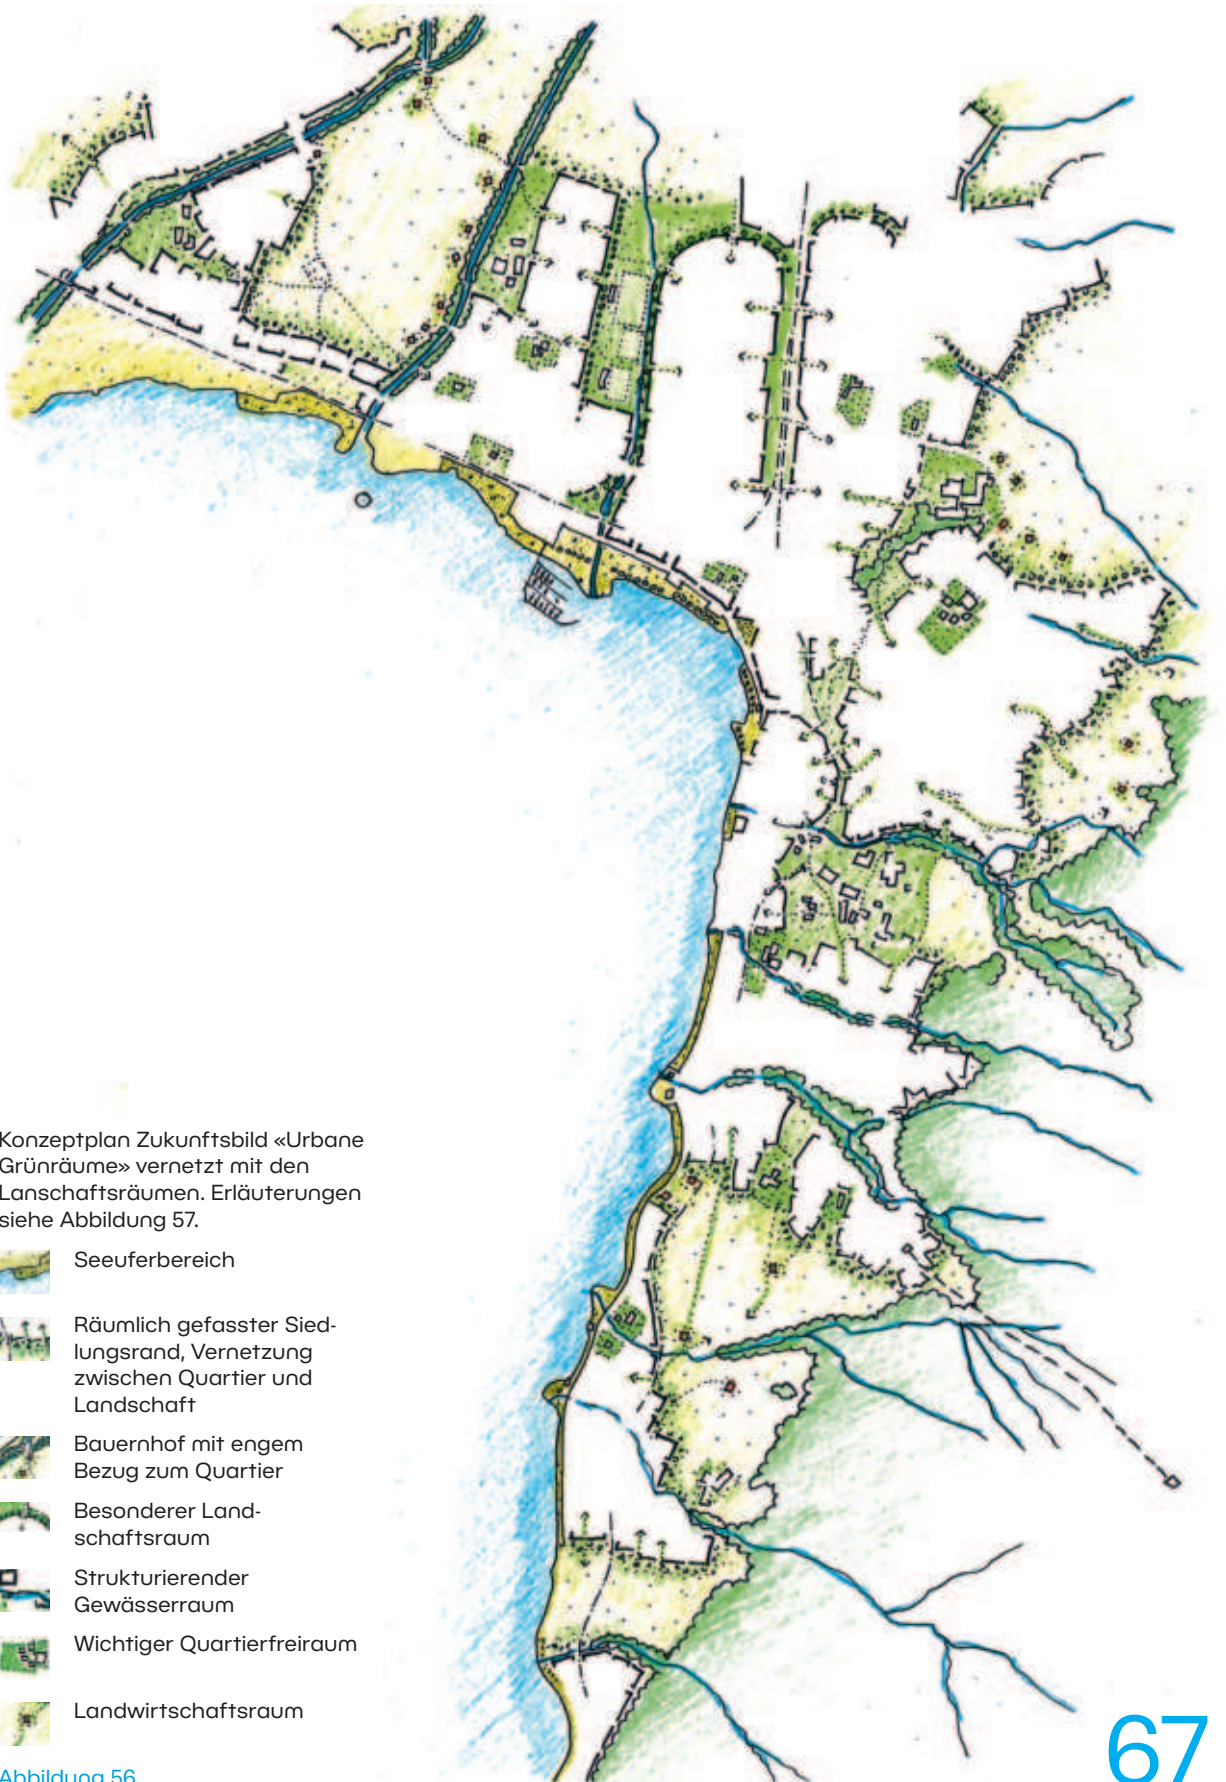 Konzeptplan Zukunftsbild «Urbane
Grünräume» vernetzt mit den
Lanschaftsräumen. Erläuterungen
siehe Abbildung 57.
Seeuferbereich
Räumlich gefasster Sied-
lungsrand, Vernetzung
zwischen Quartier und
Landschaft
Bauernhof mit engem
Bezug zum Quartier
Besonderer Land-
schaftsraum
Strukturierender
Gewässerraum
Wichtiger Quartierfreiraum
Landwirtschaftsraum
Abbildung 56
67